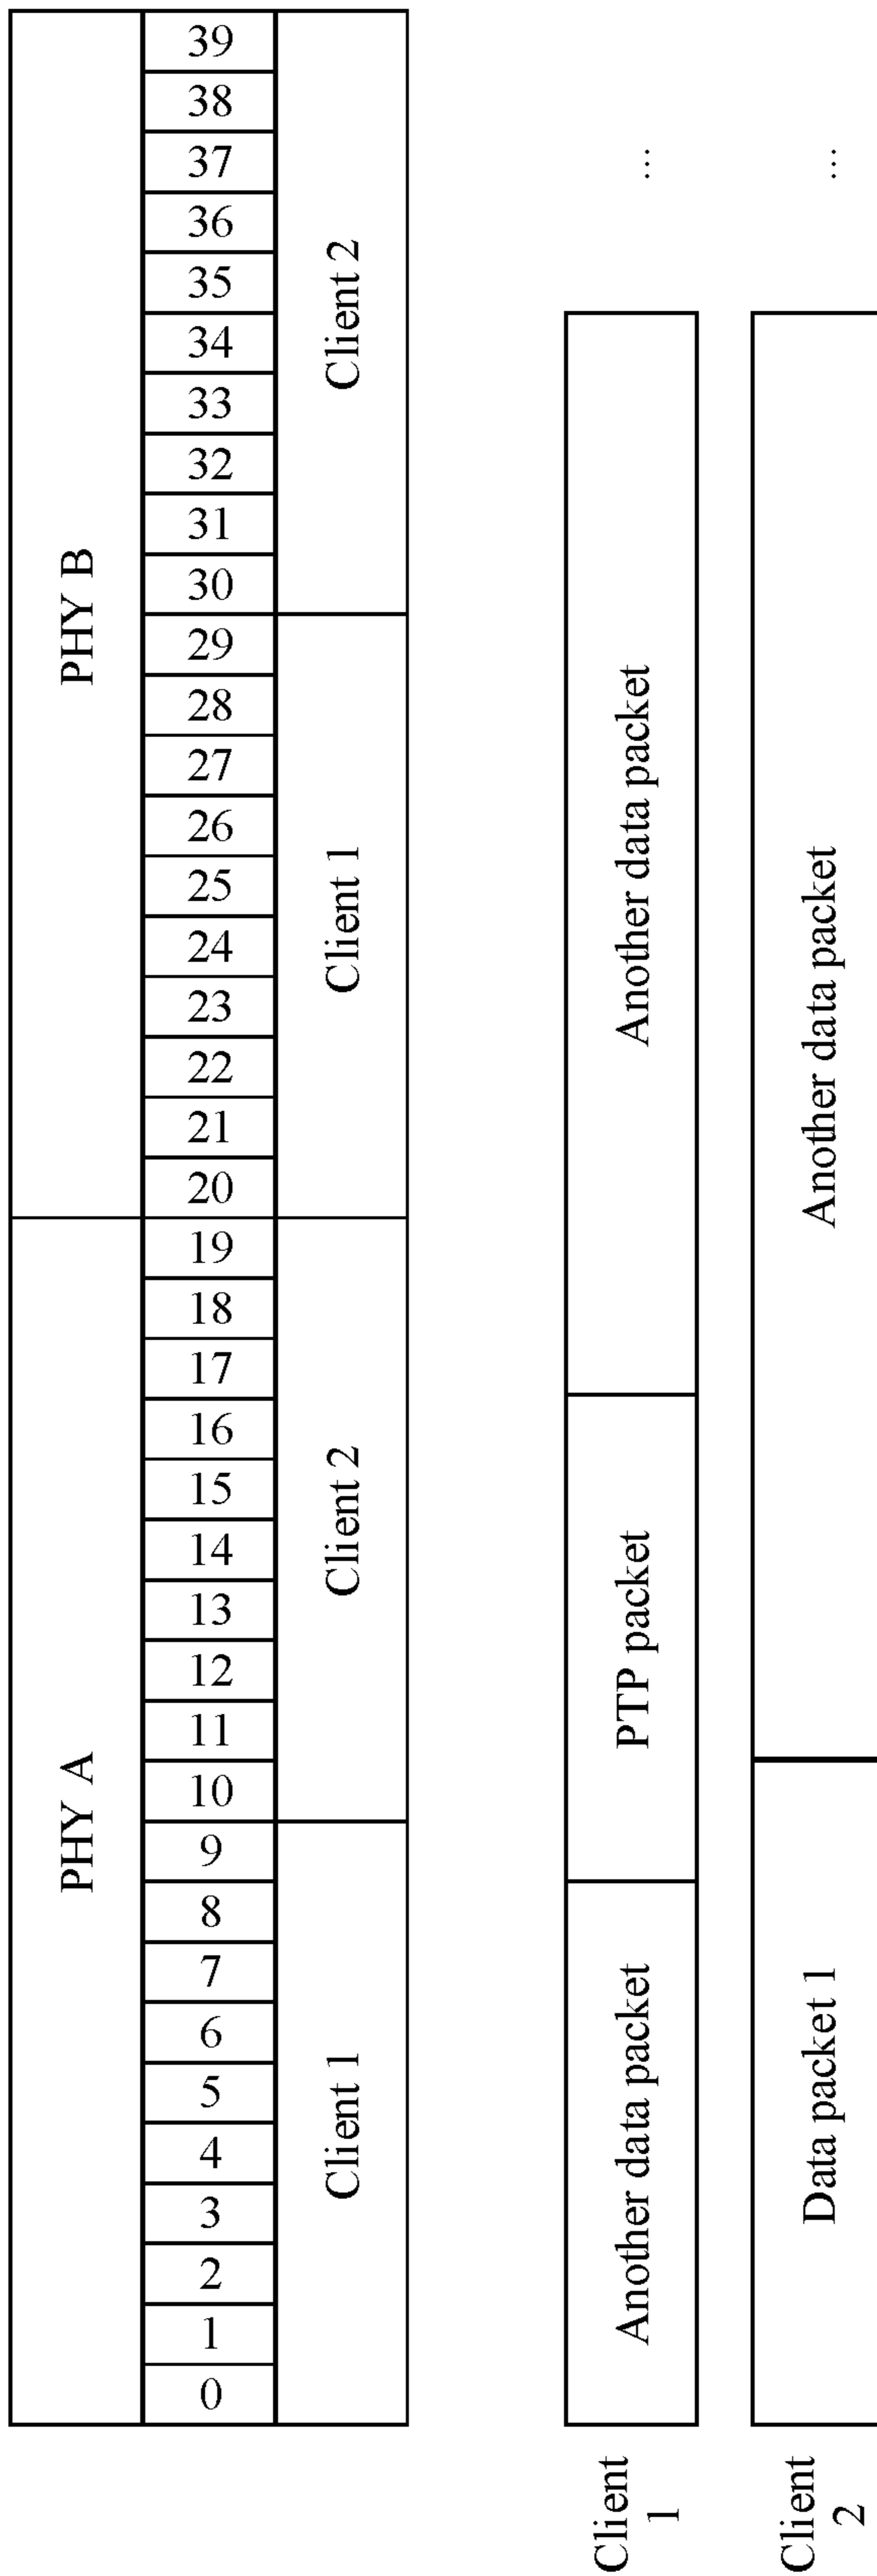 PHY A
PHY B
0 1 2 3 4 5 6 7 8 9 10 11 12 13 14 15 16 17 18 19 20 21 22 23 24 25 26 27 28 29 30 31 32 33 34 35 36 37 38 39
Client 1
Client 2
Client 1
Client 2
Client
1
Another data packet
PTP packet
Another data packet
...
Client
2
Data packet 1
Another data packet
...